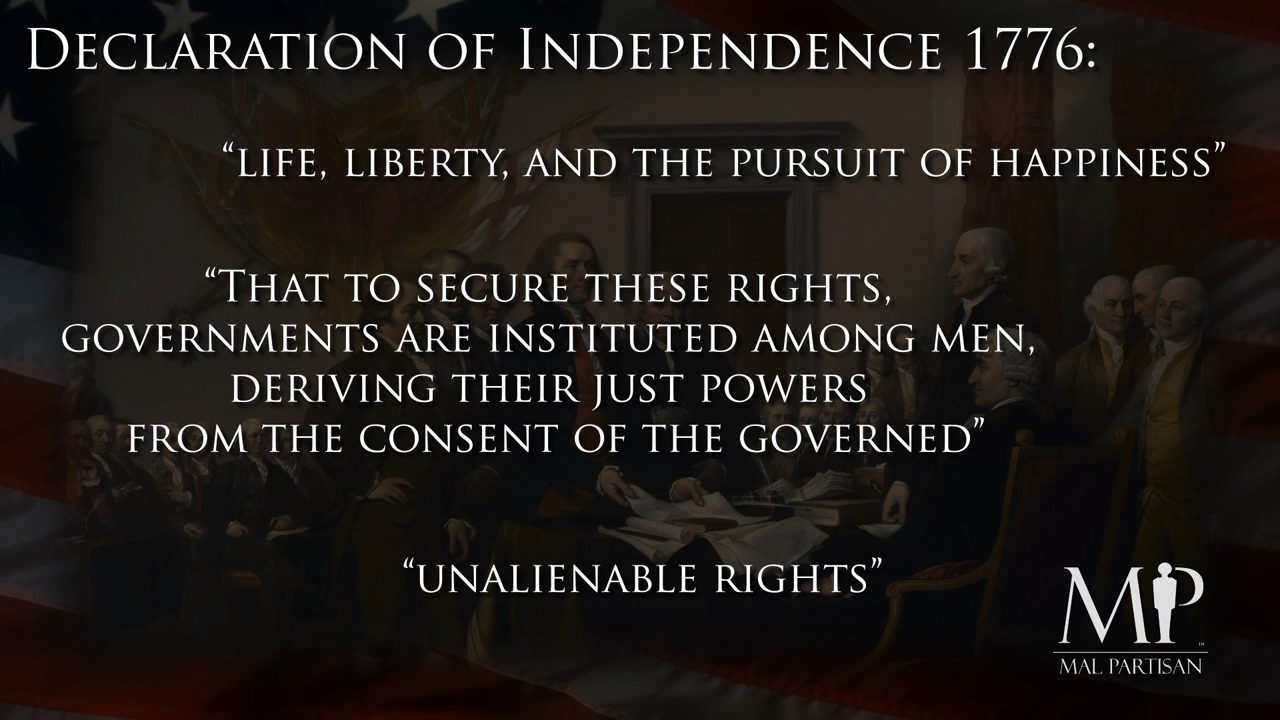 Declaration of Independence 1776:
“life, liberty, and the pursuit of happiness”
“That to secure these rights,
governments are instituted among men,
deriving their just powers
from the consent of the governed”
“unalienable rights”
MP™
MAL PARTISAN